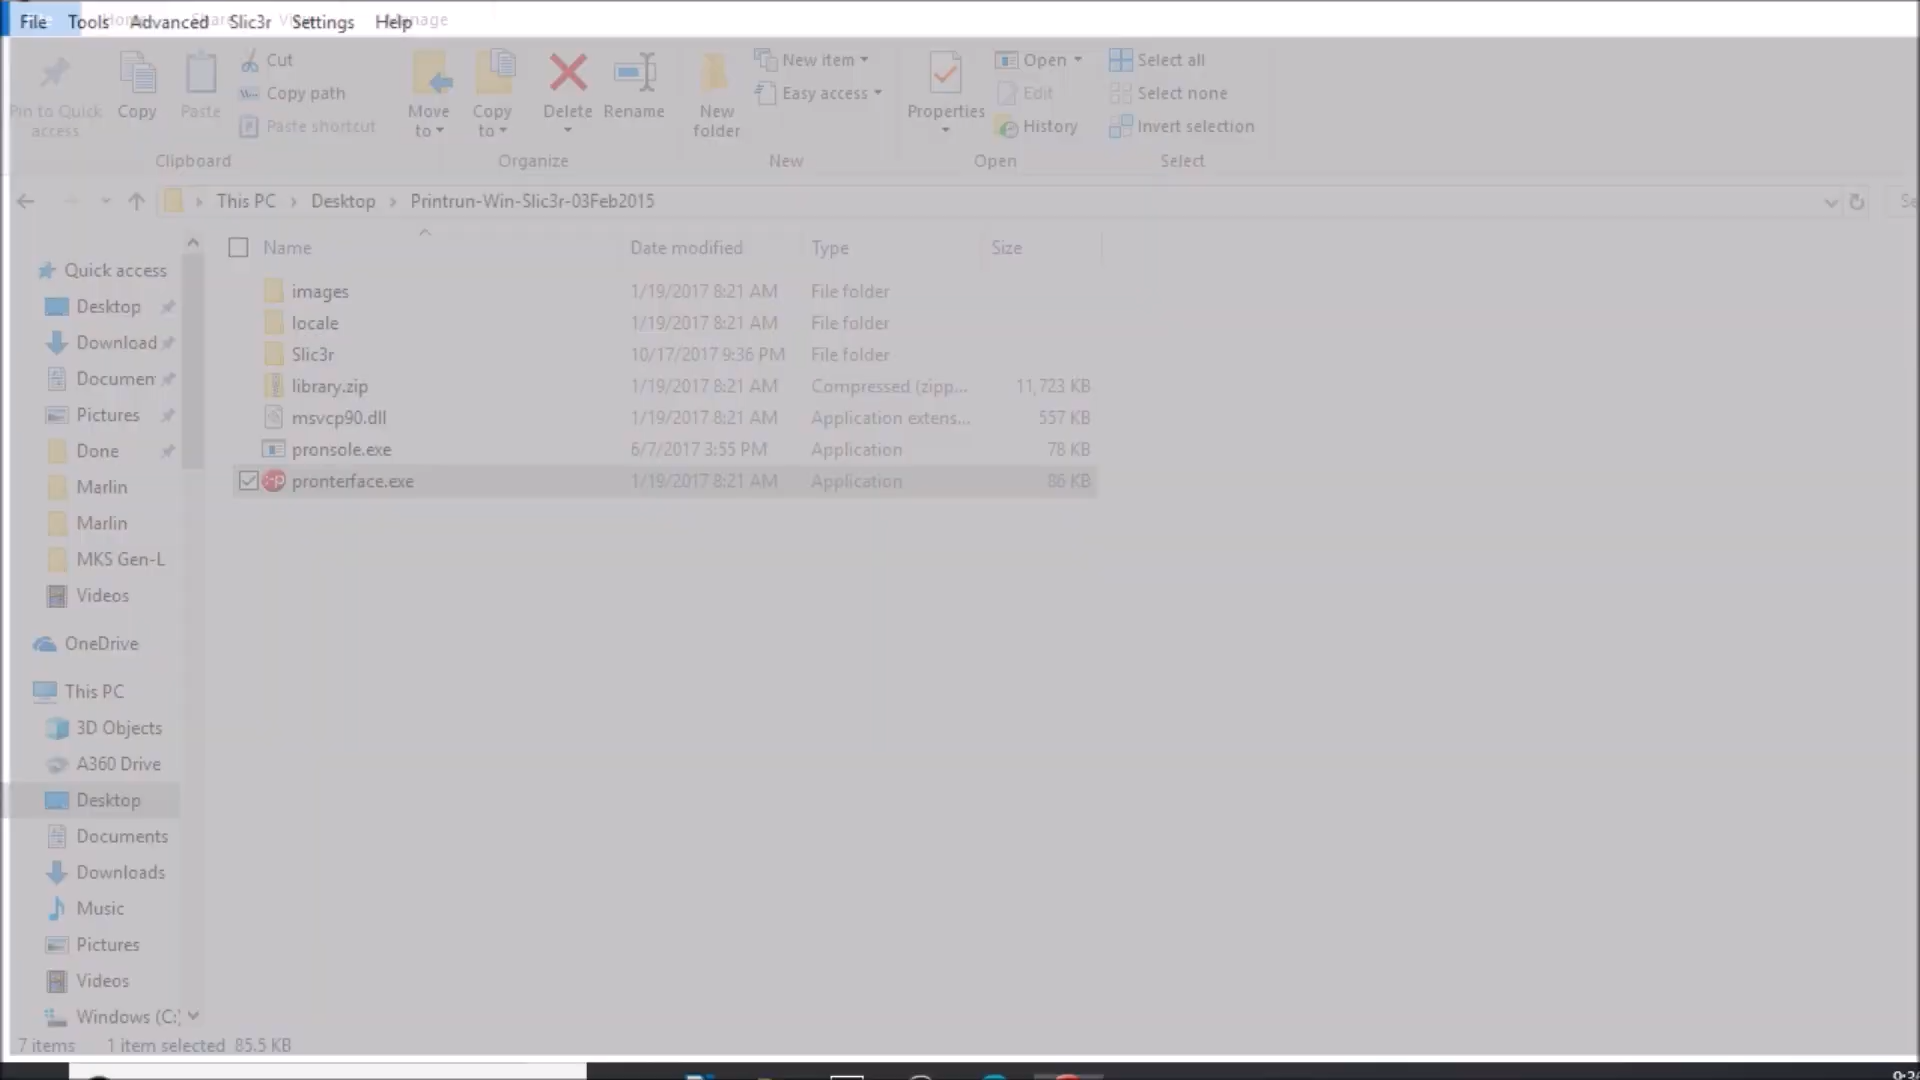 File Tools Advanced Slic3r Settings Help
Home Share View Manage
Pin to Quick access
Copy
Paste
Cut
Copy path
Paste shortcut
Clipboard
Move to
Copy to
Delete
Rename
Organize
New folder
New item
Easy access
New
Properties
Open
Edit
History
Open
Select all
Select none
Invert selection
Select
This PC Desktop Printrun-Win-Slic3r-03Feb2015
Name Date modified Type Size
images 1/19/2017 8:21 AM File folder
locale 1/19/2017 8:21 AM File folder
Slic3r 10/17/2017 9:36 PM File folder
library.zip 1/19/2017 8:21 AM Compressed (zipp... 11,723 KB
msvcp90.dll 1/19/2017 8:21 AM Application extens... 557 KB
pronsole.exe 6/7/2017 3:55 PM Application 78 KB
pronterface.exe 1/19/2017 8:21 AM Application 86 KB
Quick access
Desktop
Download
Documen
Pictures
Done
Marlin
Marlin
MKS Gen-L
Videos
OneDrive
This PC
3D Objects
A360 Drive
Desktop
Documents
Downloads
Music
Pictures
Videos
Windows (C:)
7 items 1 item selected 85.5 KB